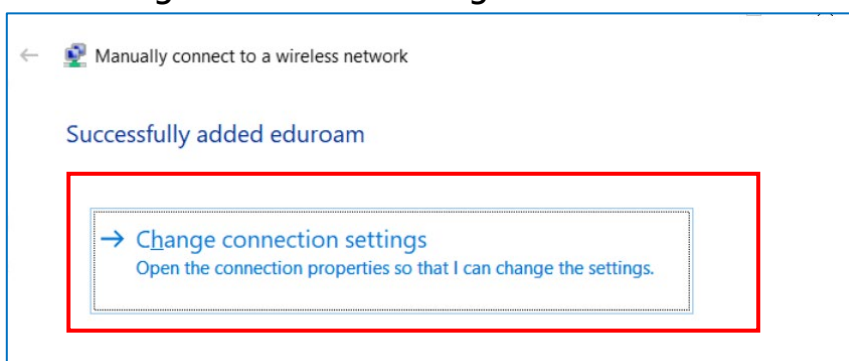 Manually connect to a wireless network
Successfully added eduroam
→ Change connection settings
Open the connection properties so that I can change the settings.